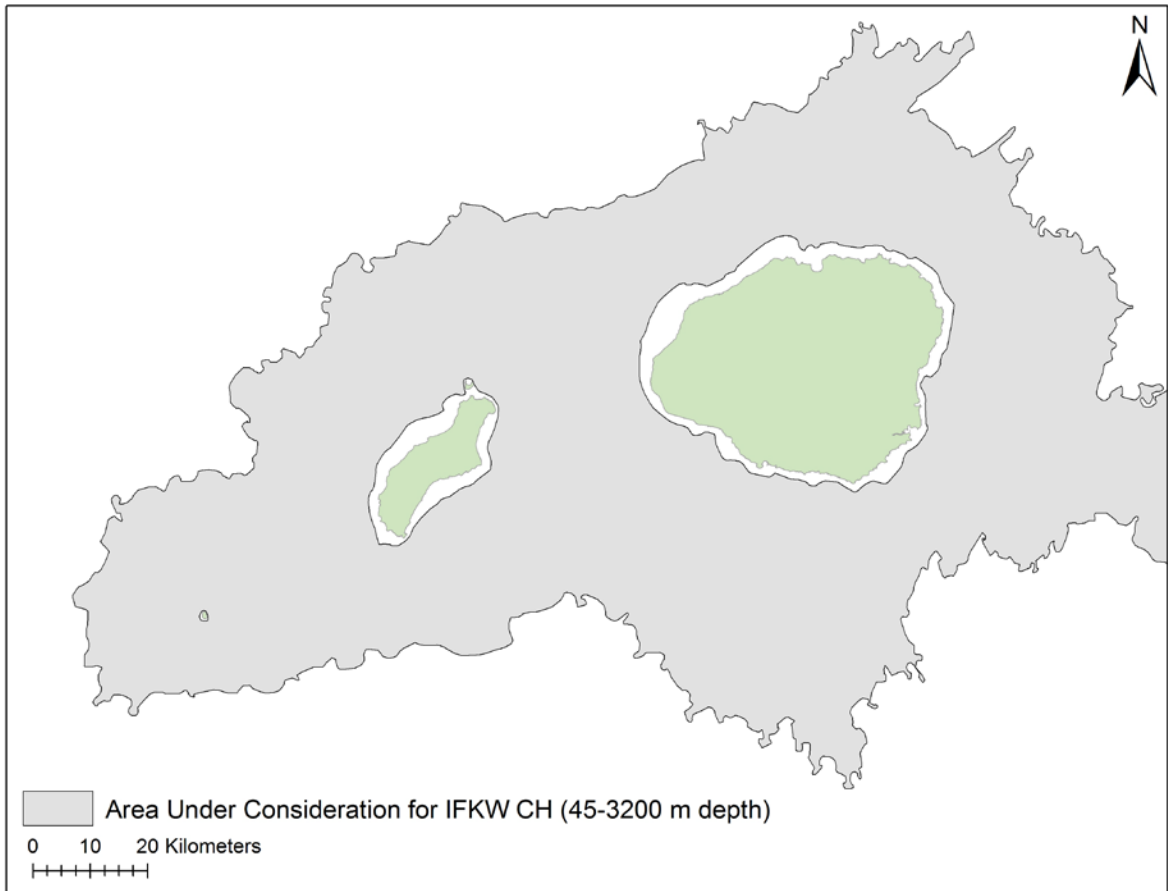 N
Area Under Consideration for IFKW CH (45-3200 m depth)
0 10 20 Kilometers